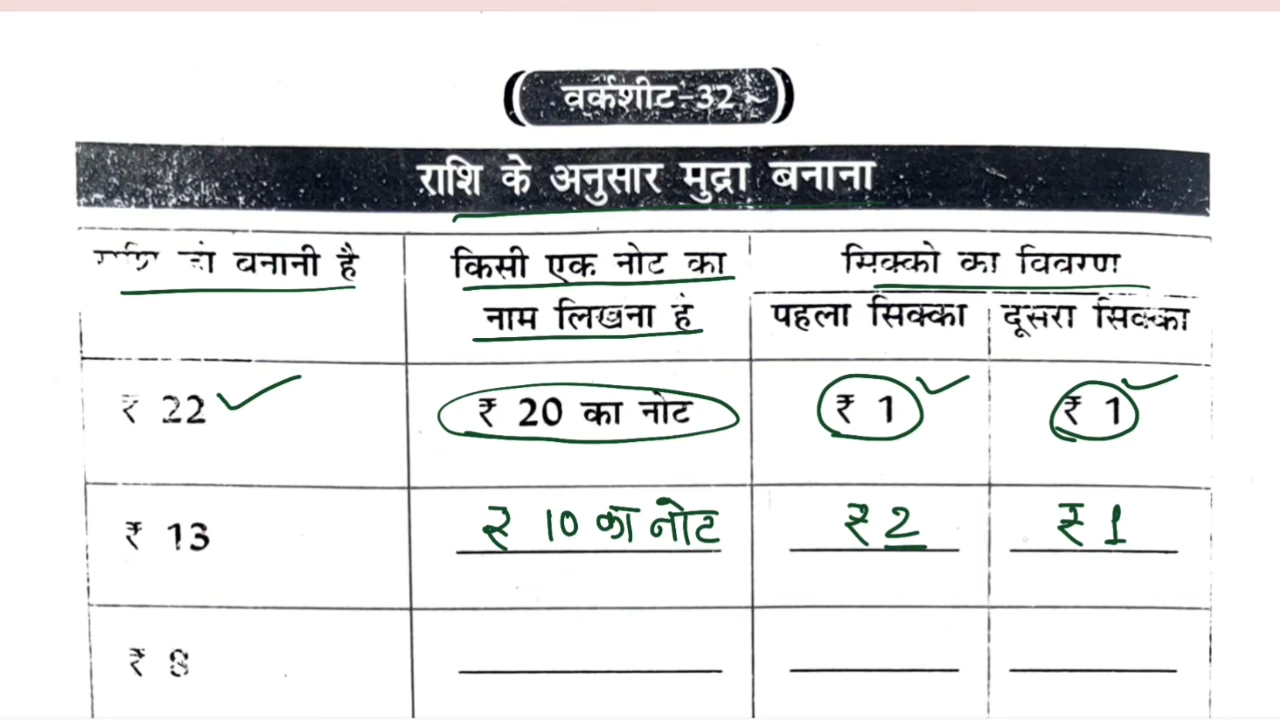 वर्कशीट-32
राशि के अनुसार मुद्रा बनाना
बनानी है
किसी एक नोट का
नाम लिखना है
सिक्को का विवरण
पहला सिक्का
दूसरा सिक्का
₹ 22 ₹ 20 का नोट ₹ 1 ₹ 1
₹ 13 ₹ 10 का नोट ₹ 2 ₹ 1
₹ 8